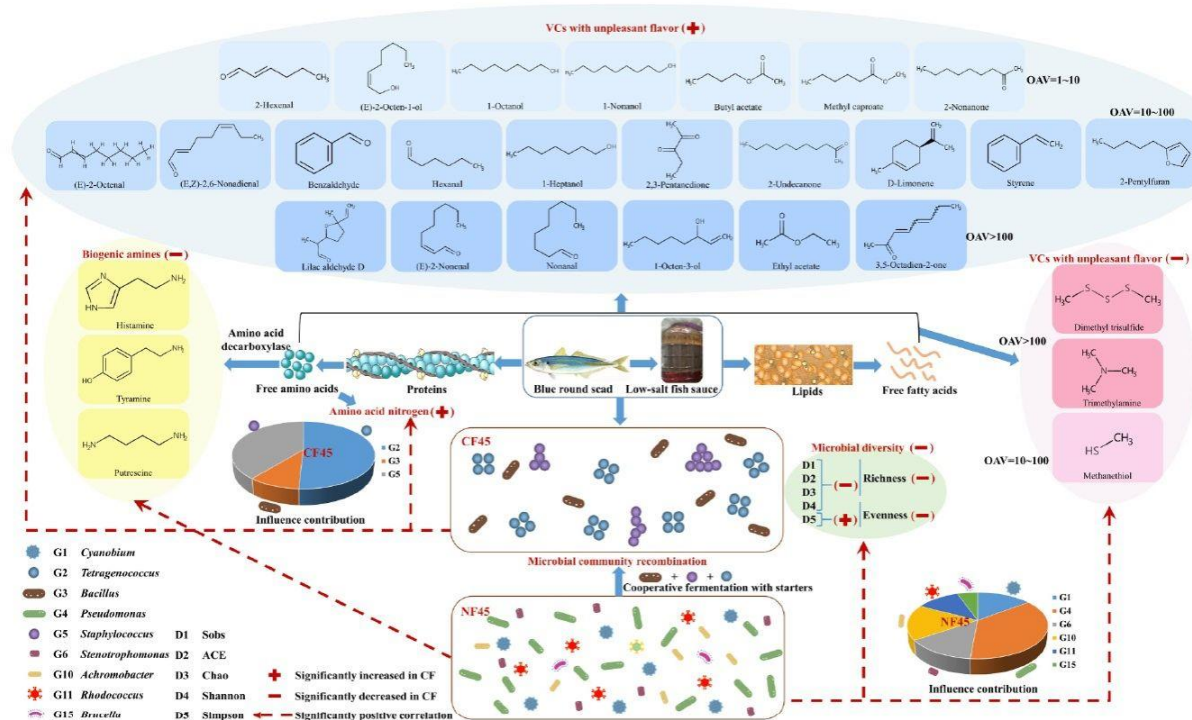 VCs with unpleasant flavor (+)
2-Hexenal
(E)-2-Octen-1-ol
1-Octanol
1-Nonanol
Butyl acetate
Methyl caproate
2-Nonanone
OAV=1~10
OAV=10~100
(E)-2-Octenal
(E,Z)-2,6-Nonadienal
Benzaldehyde
Hexanal
1-Heptanol
2,3-Pentanedione
2-Undecanone
D-Limonene
Styrene
2-Pentylfuran
Lilac aldehyde D
(E)-2-Nonenal
Nonanal
1-Octen-3-ol
Ethyl acetate
3,5-Octadien-2-one
OAV>100
Biogenic amines (−)
Histamine
Tyramine
Putrescine
Amino acid
decarboxylase
Free amino acids
Proteins
Blue round scad
Low-salt fish sauce
Lipids
Free fatty acids
VCs with unpleasant flavor (−)
Dimethyl trisulfide
OAV>100
Trimethylamine
OAV=10~100
Methanethiol
Amino acid nitrogen (+)
CF45
G2
G3
G5
Influence contribution
CF45
Microbial diversity (−)
D1
D2
D3
D4
D5
(−)
(+)
Richness (−)
Evenness (−)
Microbial community recombination
+ +
Cooperative fermentation with starters
NF45
NF45
G1
G4
G6
G10
G11
G15
Influence contribution
G1 Cyanobium
G2 Tetragenococcus
G3 Bacillus
G4 Pseudomonas
G5 Staphylococcus D1 Sobs
G6 Stenotrophomonas D2 ACE
G10 Achromobacter D3 Chao + Significantly increased in CF
G11 Rhodococcus D4 Shannon − Significantly decreased in CF
G15 Brucella D5 Simpson Significantly positive correlation